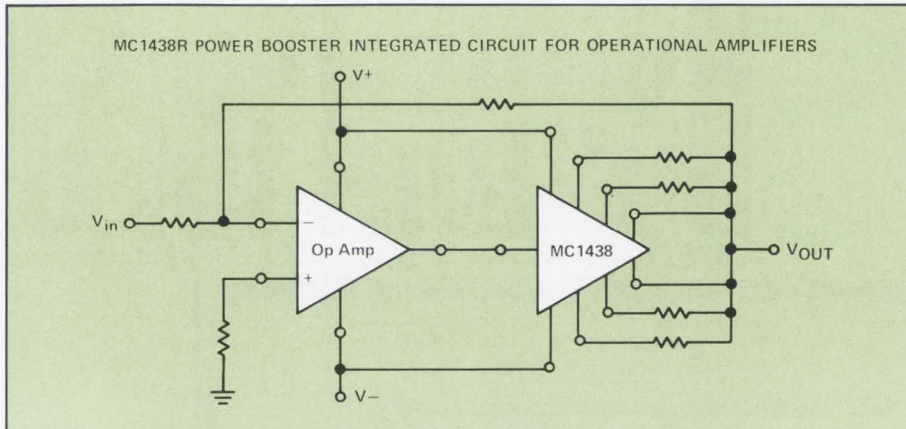 MC1438R POWER BOOSTER INTEGRATED CIRCUIT FOR OPERATIONAL AMPLIFIERS
V+
Vin
−
Op Amp
+
MC1438
VOUT
V−